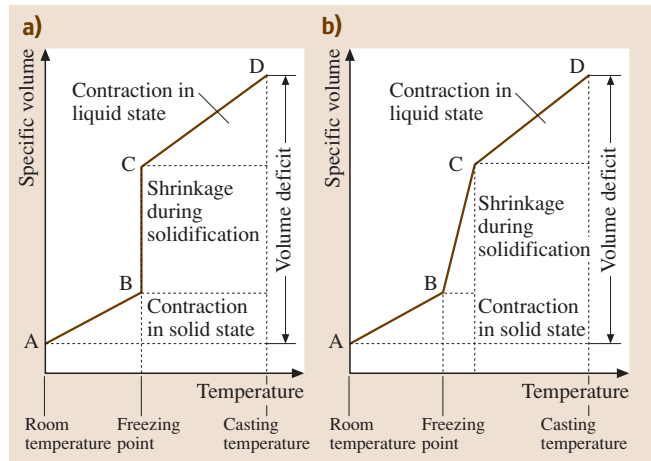 a)
Specific volume
D
Contraction in
liquid state
C
Shrinkage
during
solidification
Volume deficit
B
Contraction
in solid state
A
Temperature
Room
temperature
Freezing
point
Casting
temperature
b)
Specific volume
D
Contraction in
liquid state
C
Shrinkage
during
solidification
Volume deficit
B
Contraction
in solid state
A
Temperature
Room
temperature
Freezing
point
Casting
temperature